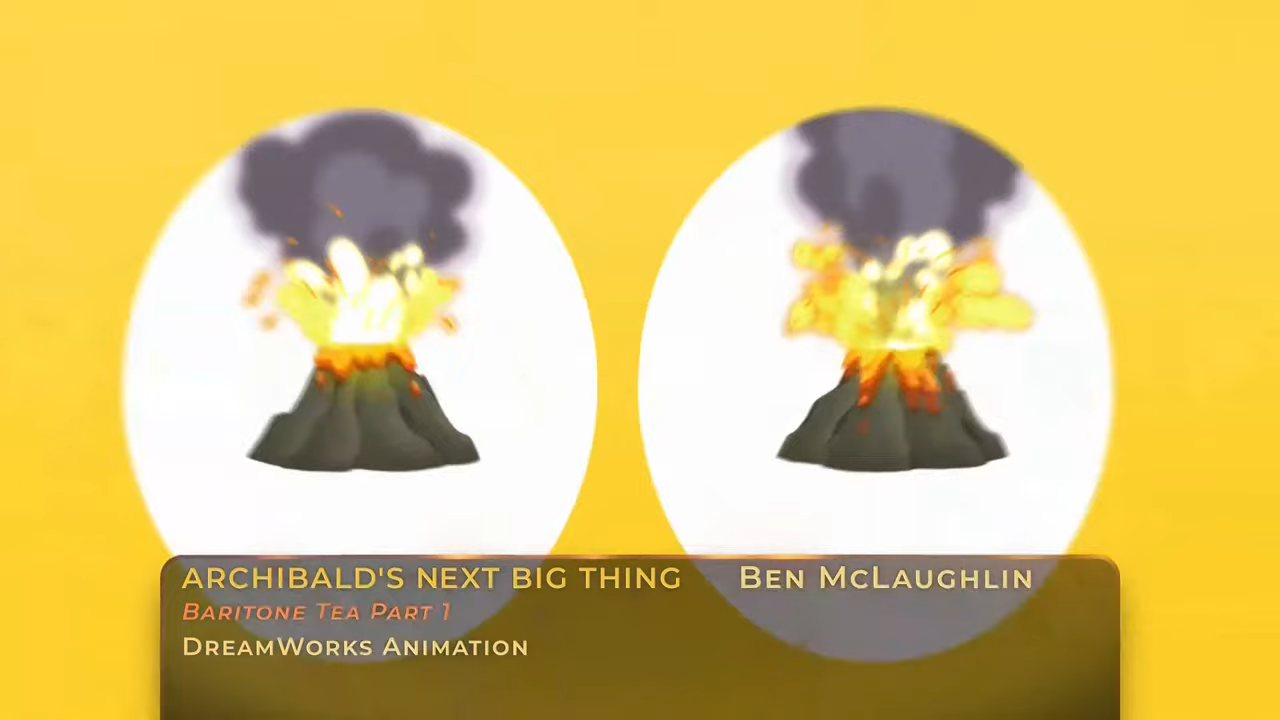 ARCHIBALD'S NEXT BIG THING
Ben McLaughlin
Baritone Tea Part 1
DreamWorks Animation